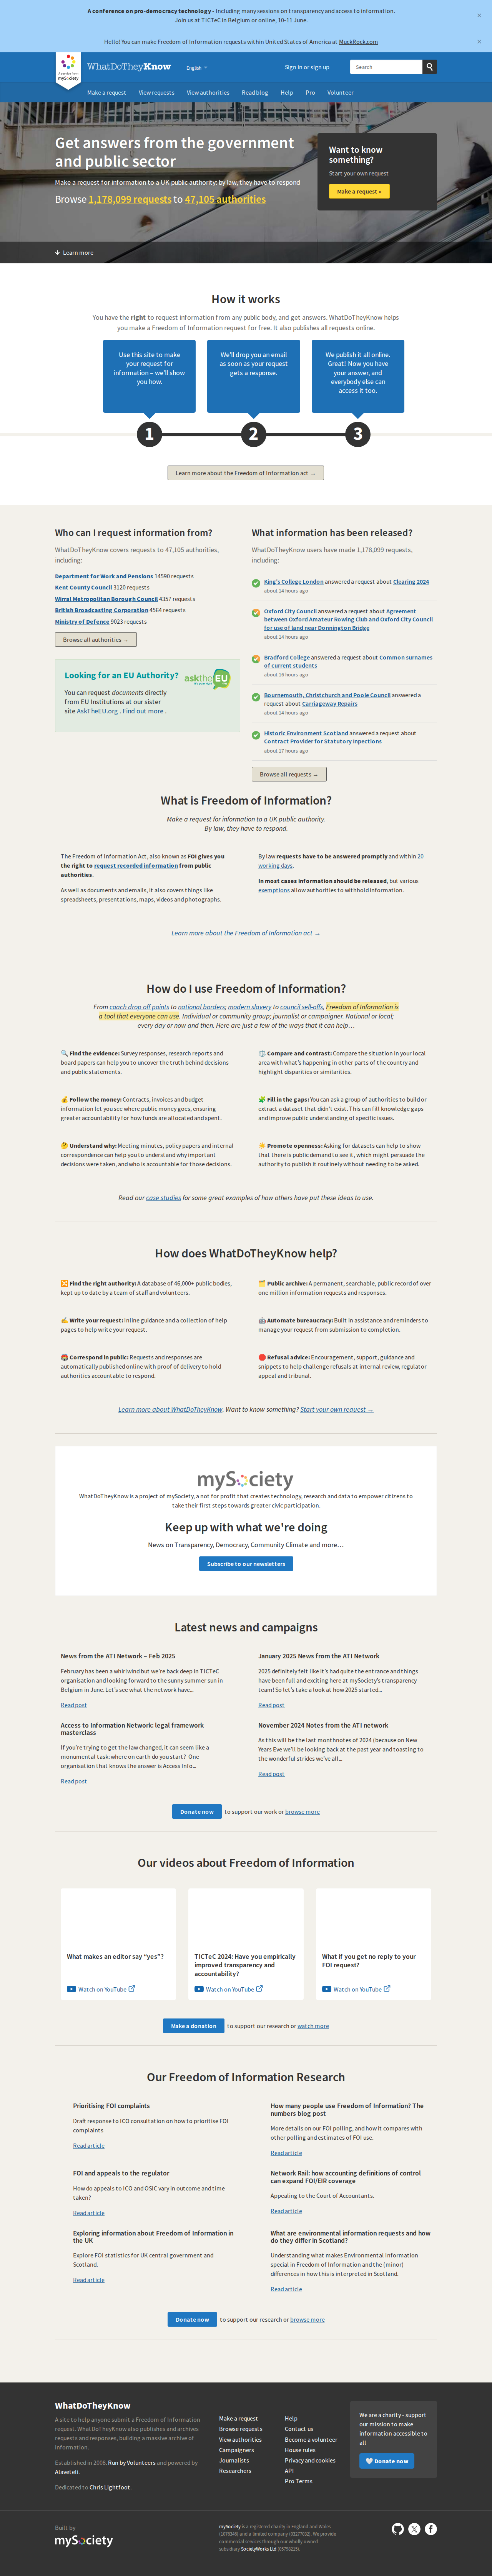 A conference on pro-democracy technology - Including many sessions on transparency and access to information.
Join us at TICTeC in Belgium or online, 10-11 June.
×
Hello! You can make Freedom of Information requests within United States of America at MuckRock.com
×
mySociety
WhatDoTheyKnow
English
Sign in or sign up
Search
Make a request
View requests
View authorities
Read blog
Help
Pro
Volunteer
Get answers from the government
and public sector
Make a request for information to a UK public authority: by law, they have to respond
Browse 1,178,099 requests to 47,105 authorities
Want to know
something?
Start your own request
Make a request »
Learn more
How it works
You have the right to request information from any public body, and get answers. WhatDoTheyKnow helps
you make a Freedom of Information request for free. It also publishes all requests online.
Use this site to make
your request for
information – we'll show
you how.
We'll drop you an email
as soon as your request
gets a response.
We publish it all online.
Great! Now you have
your answer, and
everybody else can
access it too.
1
2
3
Learn more about the Freedom of Information act →
Who can I request information from?
WhatDoTheyKnow covers requests to 47,105 authorities,
including:
Department for Work and Pensions 14590 requests
Kent County Council 3120 requests
Wirral Metropolitan Borough Council 4357 requests
British Broadcasting Corporation 4564 requests
Ministry of Defence 9023 requests
Browse all authorities →
Looking for an EU Authority?
asktheEU
You can request documents directly
from EU Institutions at our sister
site AskTheEU.org . Find out more .
What information has been released?
WhatDoTheyKnow users have made 1,178,099 requests,
including:
King's College London answered a request about Clearing 2024
about 14 hours ago
Oxford City Council answered a request about Agreement
between Oxford Amateur Rowing Club and Oxford City Council
for use of land near Donnington Bridge
about 14 hours ago
Bradford College answered a request about Common surnames
of current students
about 16 hours ago
Bournemouth, Christchurch and Poole Council answered a
request about Carriageway Repairs
about 14 hours ago
Historic Environment Scotland answered a request about
Contract Provider for Statutory inpections
about 17 hours ago
Browse all requests →
What is Freedom of Information?
Make a request for information to a UK public authority.
By law, they have to respond.
The Freedom of Information Act, also known as FOI gives you
the right to request recorded information from public
authorities.
As well as documents and emails, it also covers things like
spreadsheets, presentations, maps, videos and photographs.
By law requests have to be answered promptly and within 20
working days.
In most cases information should be released, but various
exemptions allow authorities to withhold information.
Learn more about the Freedom of Information act →
How do I use Freedom of Information?
From coach drop off points to national borders; modern slavery to council sell-offs, Freedom of Information is
a tool that everyone can use. Individual or community group; journalist or campaigner. National or local;
every day or now and then. Here are just a few of the ways that it can help…
🔍 Find the evidence: Survey responses, research reports and
board papers can help you to uncover the truth behind decisions
and public statements.
⚖️ Compare and contrast: Compare the situation in your local
area with what's happening in other parts of the country and
highlight disparities or similarities.
💰 Follow the money: Contracts, invoices and budget
information let you see where public money goes, ensuring
greater accountability for how funds are allocated and spent.
🧩 Fill in the gaps: You can ask a group of authorities to build or
extract a dataset that didn't exist. This can fill knowledge gaps
and improve public understanding of specific issues.
🤔 Understand why: Meeting minutes, policy papers and internal
correspondence can help you to understand why important
decisions were taken, and who is accountable for those decisions.
☀️ Promote openness: Asking for datasets can help to show
that there is public demand to see it, which might persuade the
authority to publish it routinely without needing to be asked.
Read our case studies for some great examples of how others have put these ideas to use.
How does WhatDoTheyKnow help?
🔀 Find the right authority: A database of 46,000+ public bodies,
kept up to date by a team of staff and volunteers.
🗂️ Public archive: A permanent, searchable, public record of over
one million information requests and responses.
✍️ Write your request: Inline guidance and a collection of help
pages to help write your request.
🤖 Automate bureaucracy: Built in assistance and reminders to
manage your request from submission to completion.
📮 Correspond in public: Requests and responses are
automatically published online with proof of delivery to hold
authorities accountable to respond.
🛑 Refusal advice: Encouragement, support, guidance and
snippets to help challenge refusals at internal review, regulator
appeal and tribunal.
Learn more about WhatDoTheyKnow. Want to know something? Start your own request →
mySociety
WhatDoTheyKnow is a project of mySociety, a not for profit that creates technology, research and data to empower citizens to
take their first steps towards greater civic participation.
Keep up with what we're doing
News on Transparency, Democracy, Community Climate and more…
Subscribe to our newsletters
Latest news and campaigns
News from the ATI Network – Feb 2025
February has been a whirlwind but we're back deep in TICTeC
organisation and looking forward to the sunny summer sun in
Belgium in June. Let's see what the network have...
Read post
January 2025 News from the ATI Network
2025 definitely felt like it's had quite the entrance and things
have been full and exciting here at mySociety's transparency
team! So let's take a look at how 2025 started...
Read post
Access to Information Network: legal framework
masterclass
If you're trying to get the law changed, it can seem like a
monumental task: where on earth do you start? One
organisation that knows the answer is Access Info...
Read post
November 2024 Notes from the ATI network
As this will be the last monthnotes of 2024 (because on New
Years Eve we'll be looking back at the past year and toasting to
the wonderful strides we've all...
Read post
Donate now to support our work or browse more
Our videos about Freedom of Information
What makes an editor say “yes”?
Watch on YouTube
TICTeC 2024: Have you empirically
improved transparency and
accountability?
Watch on YouTube
What if you get no reply to your
FOI request?
Watch on YouTube
Make a donation to support our research or watch more
Our Freedom of Information Research
Prioritising FOI complaints
Draft response to ICO consultation on how to prioritise FOI
complaints
Read article
How many people use Freedom of Information? The
numbers blog post
More details on our FOI polling, and how it compares with
other polling and estimates of FOI use.
Read article
FOI and appeals to the regulator
How do appeals to ICO and OSIC vary in outcome and time
taken?
Read article
Network Rail: how accounting definitions of control
can expand FOI/EIR coverage
Appealing to the Court of Accountants.
Read article
Exploring information about Freedom of Information in
the UK
Explore FOI statistics for UK central government and
Scotland.
Read article
What are environmental information requests and how
do they differ in Scotland?
Understanding what makes Environmental Information
special in Freedom of Information and the (minor)
differences in how this is interpreted in Scotland.
Read article
Donate now to support our research or browse more
WhatDoTheyKnow
A site to help anyone submit a Freedom of Information
request. WhatDoTheyKnow also publishes and archives
requests and responses, building a massive archive of
information.
Established in 2008. Run by Volunteers and powered by
Alaveteli.
Dedicated to Chris Lightfoot.
Make a request
Browse requests
View authorities
Campaigners
Journalists
Researchers
Help
Contact us
Become a volunteer
House rules
Privacy and cookies
API
Pro Terms
We are a charity - support
our mission to make
information accessible to
all
🤍 Donate now
Built by
mySociety
mySociety is a registered charity in England and Wales
(1076346) and a limited company (03277032). We provide
commercial services through our wholly owned
subsidiary SocietyWorks Ltd (05798215).